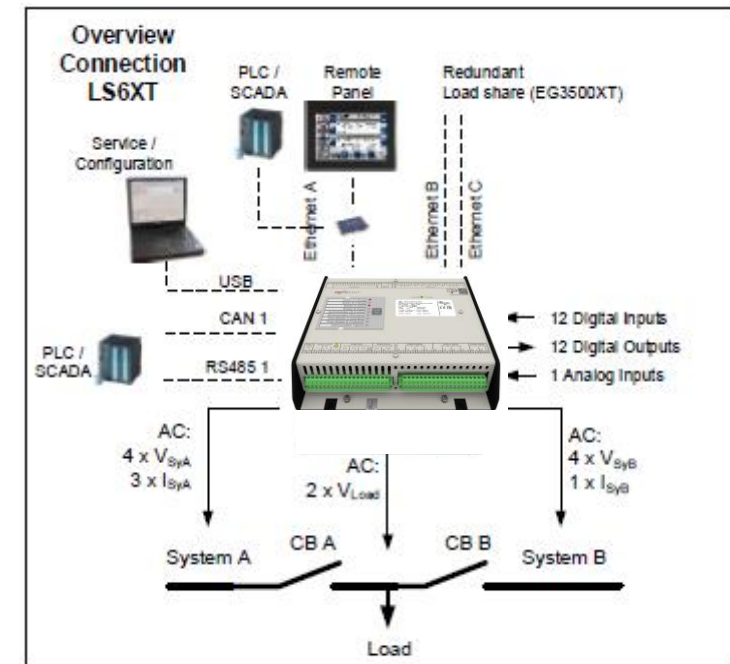 Overview
Connection
LS6XT
PLC /
SCADA
Remote
Panel
Redundant
Load share (EG3500XT)
Service /
Configuration
Ethernet A
Ethernet B
Ethernet C
USB
CAN 1
RS485 1
PLC /
SCADA
12 Digital Inputs
12 Digital Outputs
1 Analog Inputs
AC:
4 x VSyA
3 x ISyA
AC:
2 x VLoad
AC:
4 x VSyB
1 x ISyB
System A
CB A
CB B
System B
Load